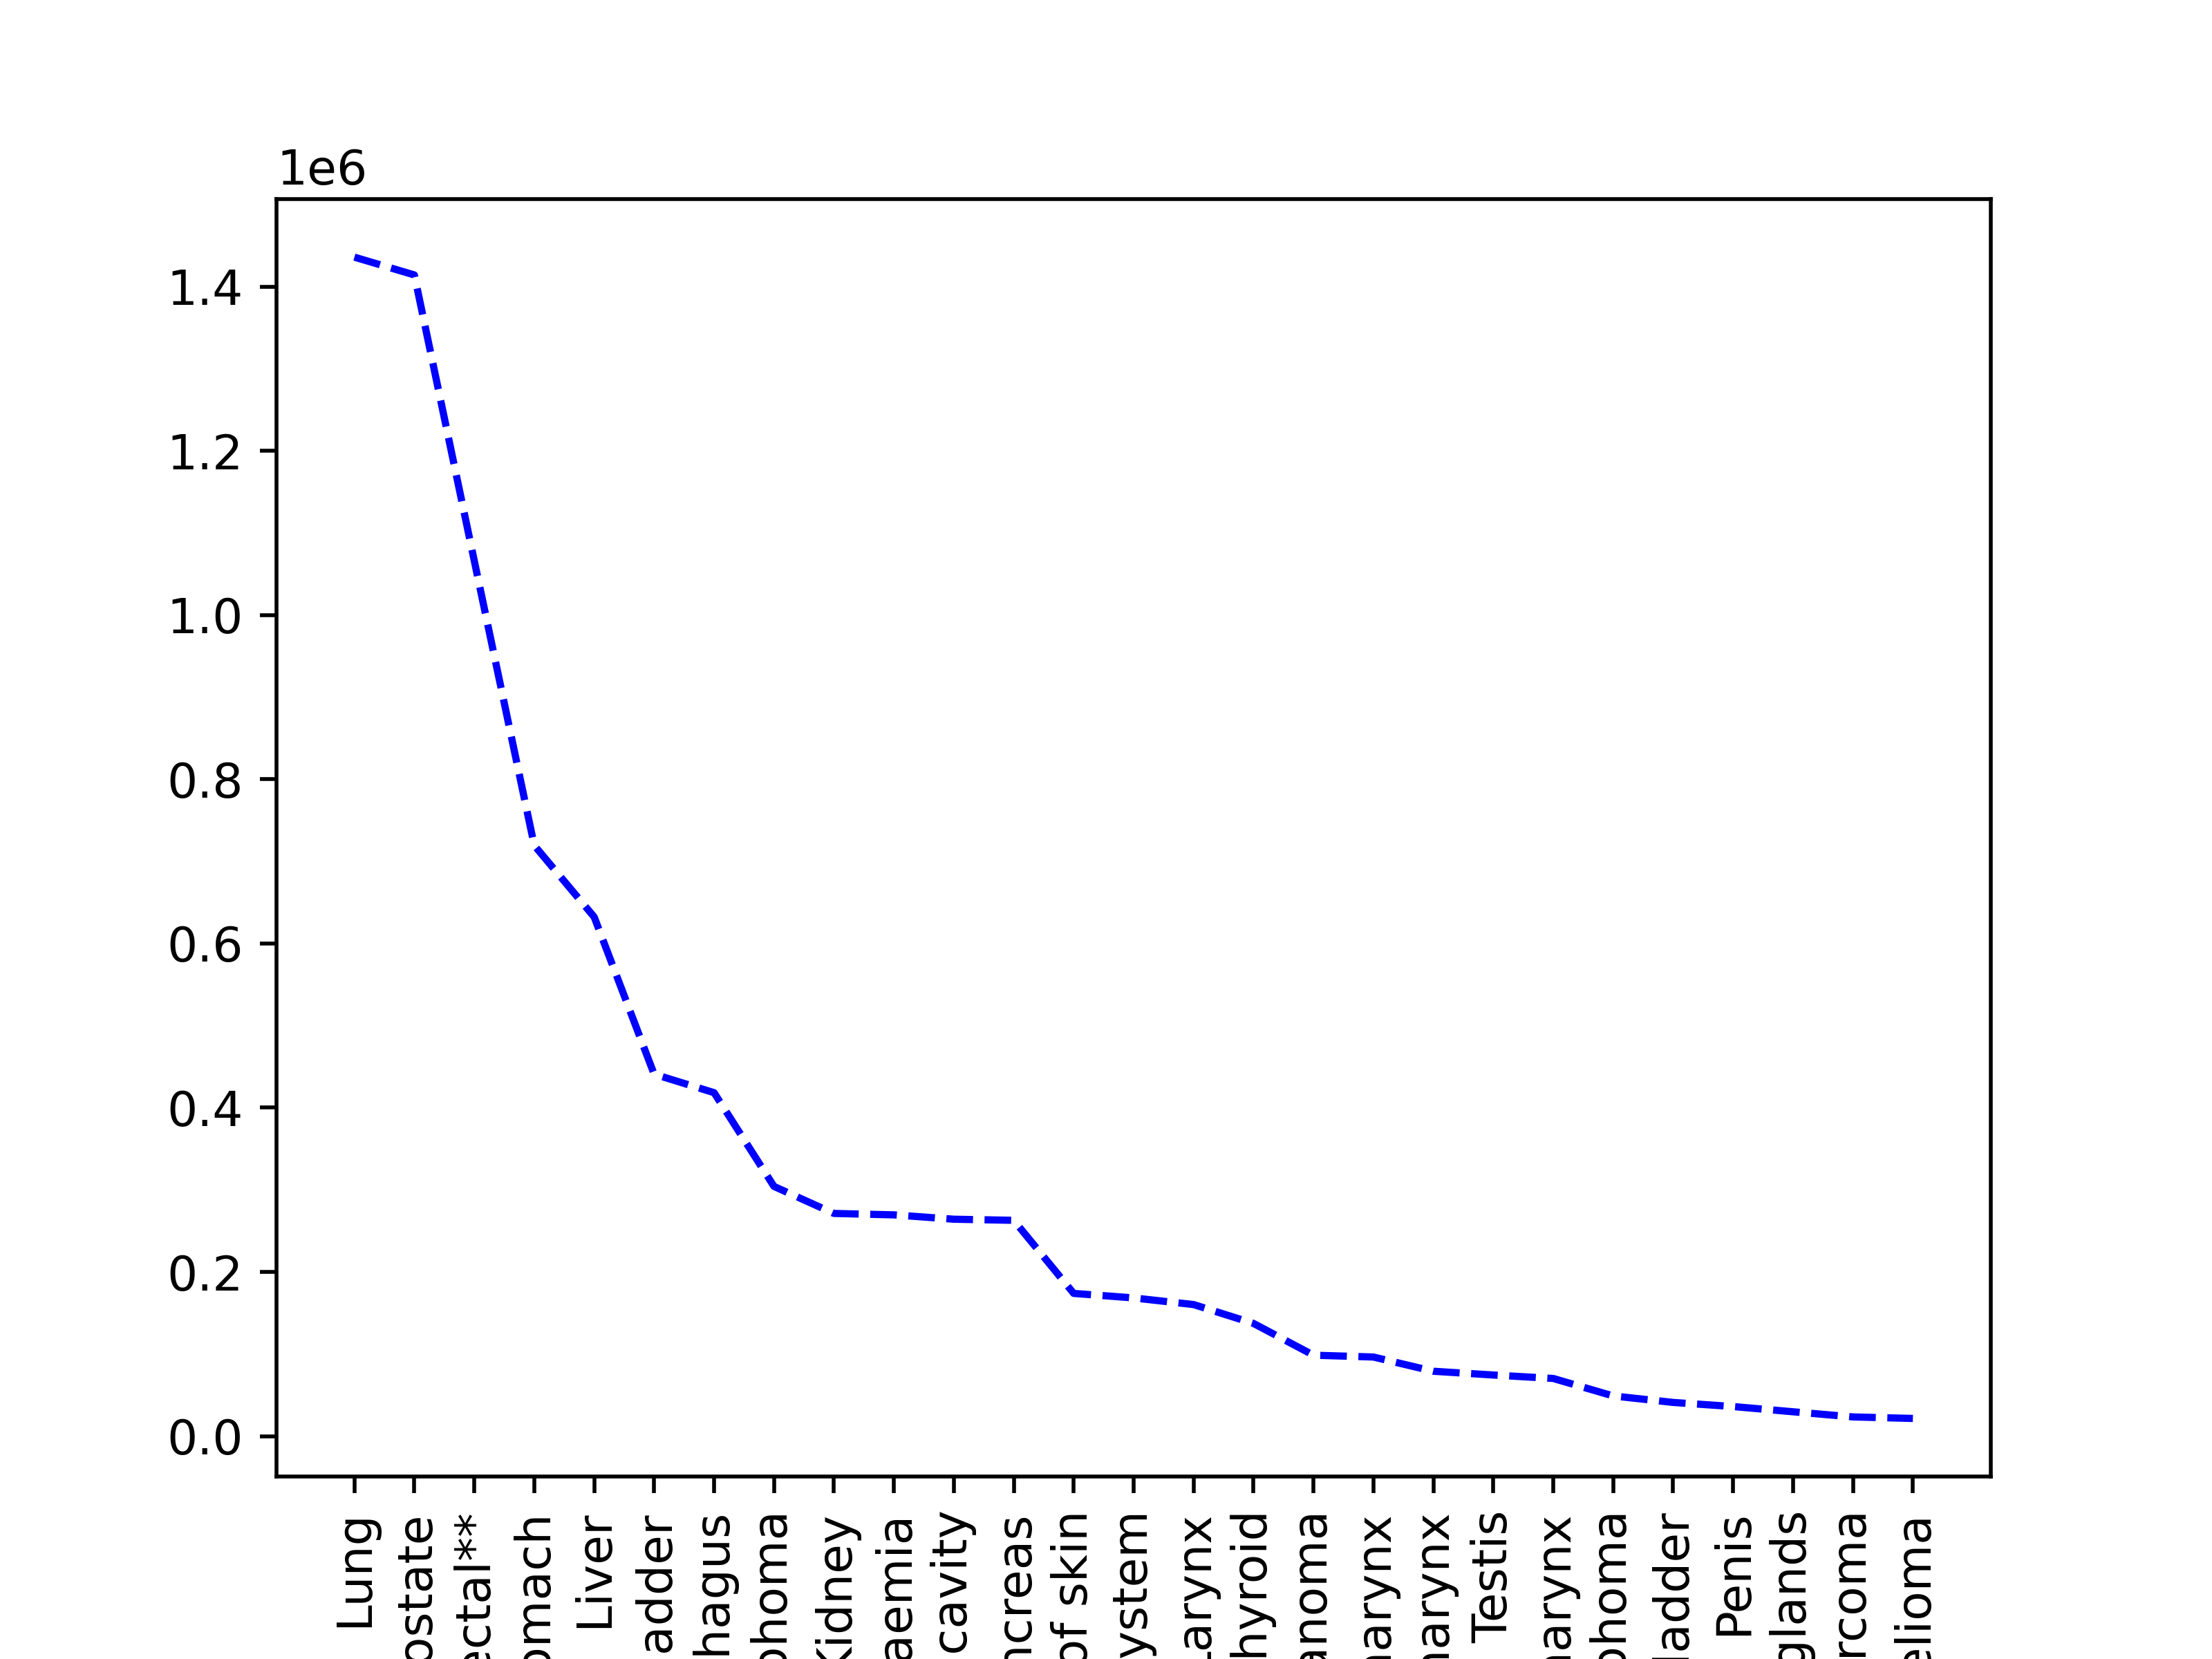 1e6
1.4
1.2
1.0
0.8
0.6
0.4
0.2
0.0
Lung
ostate
ectal**
omach
Liver
adder
hagus
phoma
Kidney
aemia
cavity
ncreas
of skin
ystem
Larynx
hyroid
anoma
harynx
harynx
Testis
harynx
phoma
ladder
Penis
glands
rcoma
elioma